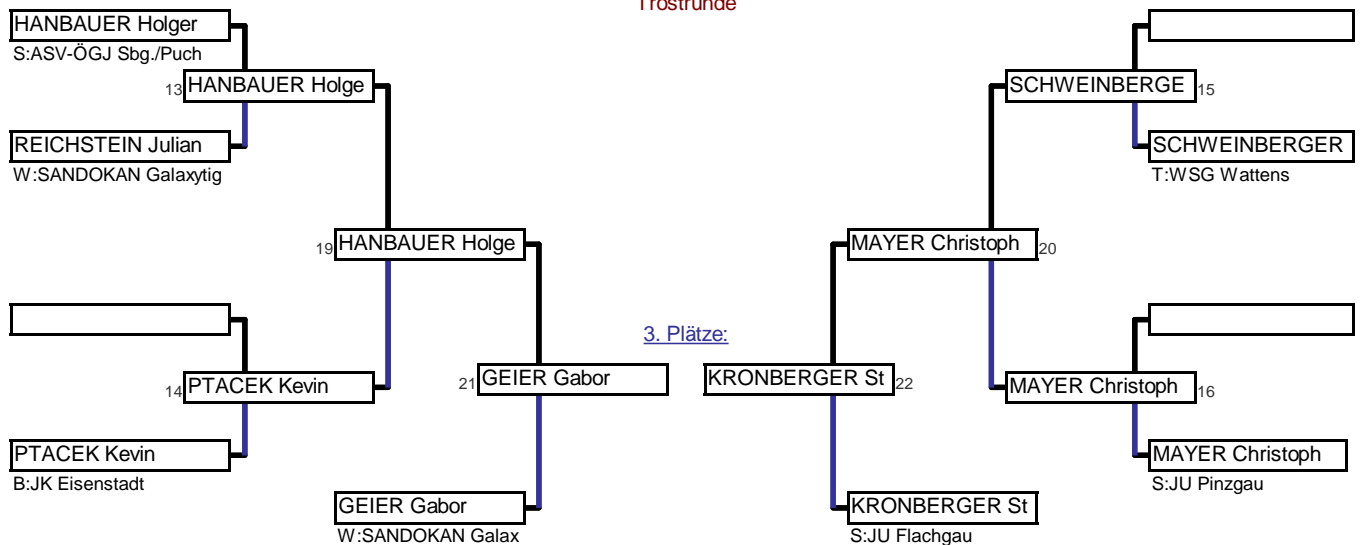 Trostrunde
HANBAUER Holger
S:ASV-ÖGJ Sbg./Puch
13 HANBAUER Holge
SCHWEINBERGE 15
REICHSTEIN Julian
W:SANDOKAN Galaxytig
SCHWEINBERGER
T:WSG Wattens
19 HANBAUER Holge
MAYER Christoph 20
3. Plätze:
14 PTACEK Kevin
21 GEIER Gabor
KRONBERGER St 22
MAYER Christoph 16
PTACEK Kevin
B:JK Eisenstadt
MAYER Christoph
S:JU Pinzgau
GEIER Gabor
W:SANDOKAN Galax
KRONBERGER St
S:JU Flachgau